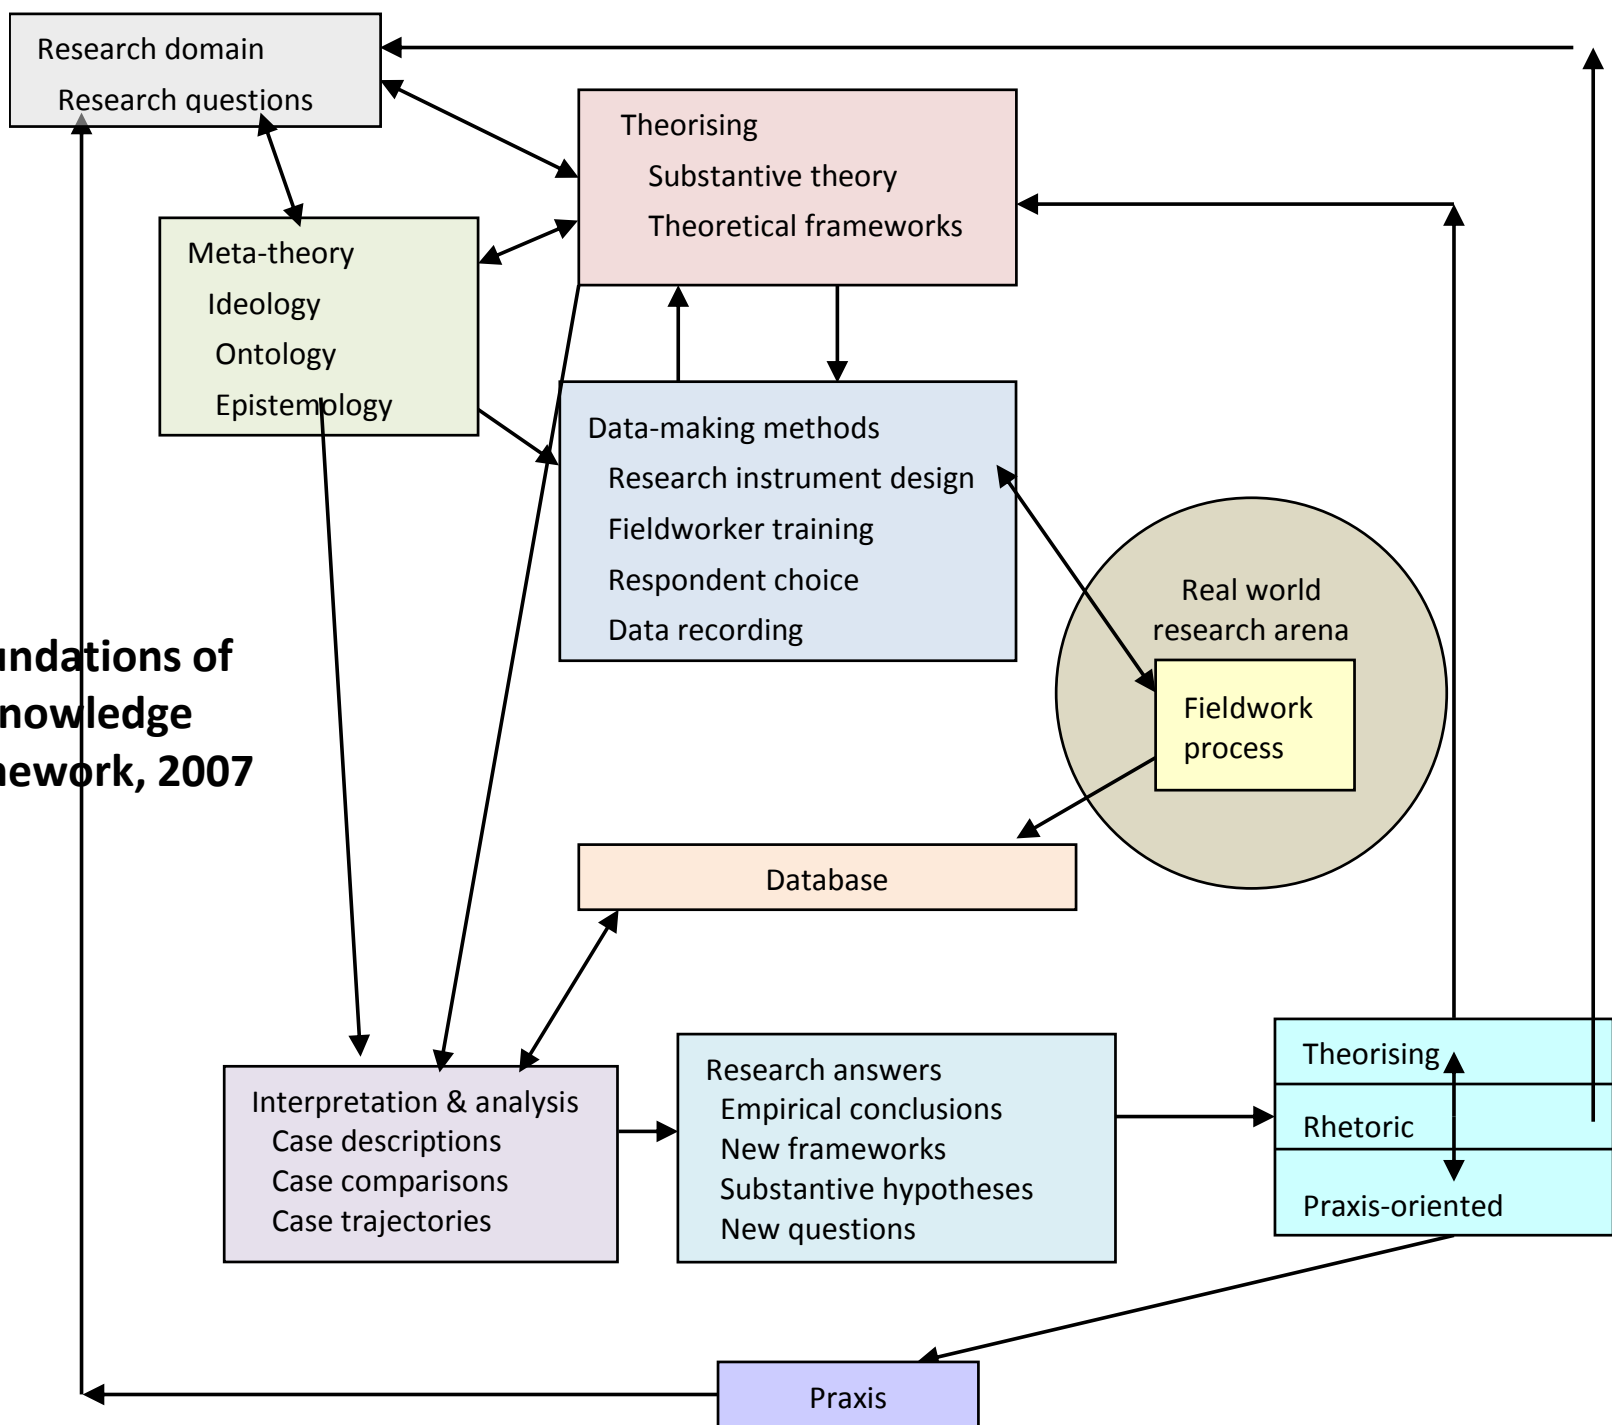 Research domain
Research questions
Theorising
Substantive theory
Theoretical frameworks
Meta-theory
Ideology
Ontology
Epistemology
Data-making methods
Research instrument design
Fieldworker training
Respondent choice
Data recording
Real world
research arena
Fieldwork
process
undations of
nowledge
ework, 2007
Database
Interpretation & analysis
Case descriptions
Case comparisons
Case trajectories
Research answers
Empirical conclusions
New frameworks
Substantive hypotheses
New questions
Theorising
Rhetoric
Praxis-oriented
Praxis